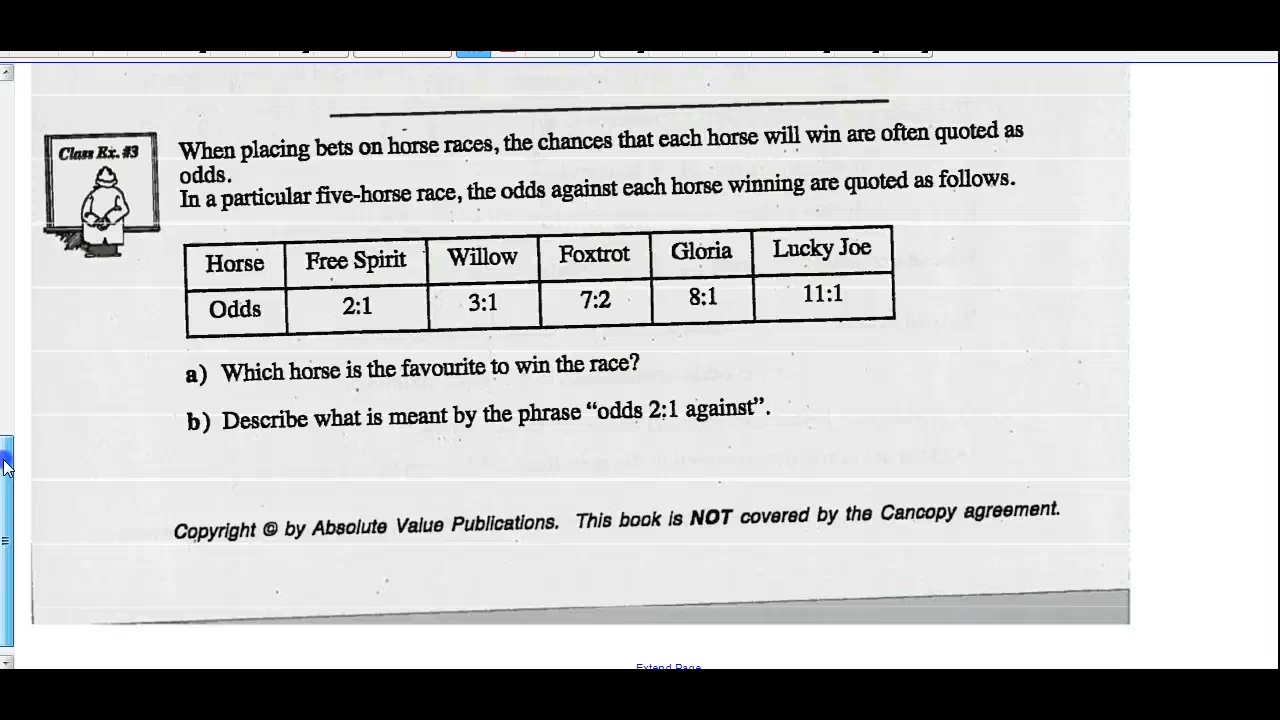 Class Ex. #3
When placing bets on horse races, the chances that each horse will win are often quoted as
odds.
In a particular five-horse race, the odds against each horse winning are quoted as follows.
Horse Free Spirit Willow Foxtrot Gloria Lucky Joe
Odds 2:1 3:1 7:2 8:1 11:1
a) Which horse is the favourite to win the race?
b) Describe what is meant by the phrase “odds 2:1 against”.
Copyright © by Absolute Value Publications. This book is NOT covered by the Cancopy agreement.
Extend Page